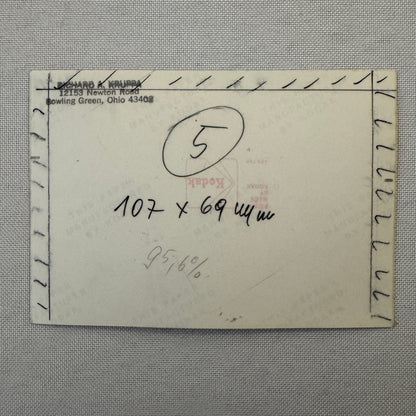 RICHARD A. KRUPPA
12153 Newton Road
Bowling Green, Ohio 43402
5
Kodak
107 x 69 mm
95,6%